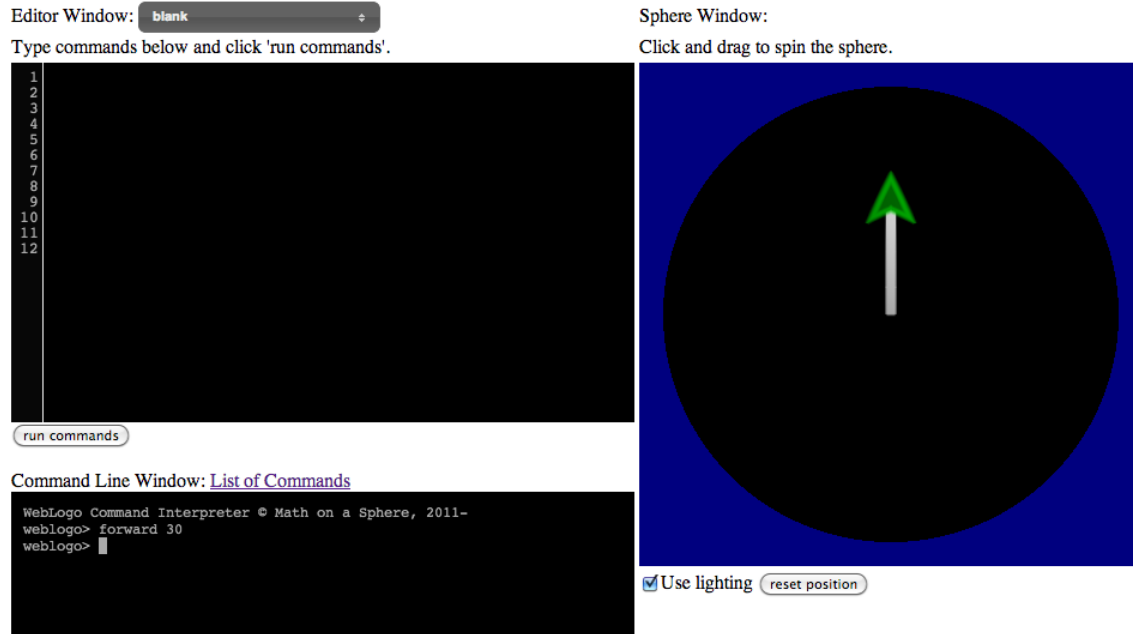 Editor Window: blank
Type commands below and click 'run commands'.
1
2
3
4
5
6
7
8
9
10
11
12
run commands
Command Line Window: List of Commands
WebLogo Command Interpreter © Math on a Sphere, 2011-
weblogo> forward 30
weblogo>
Sphere Window:
Click and drag to spin the sphere.
Use lighting reset position